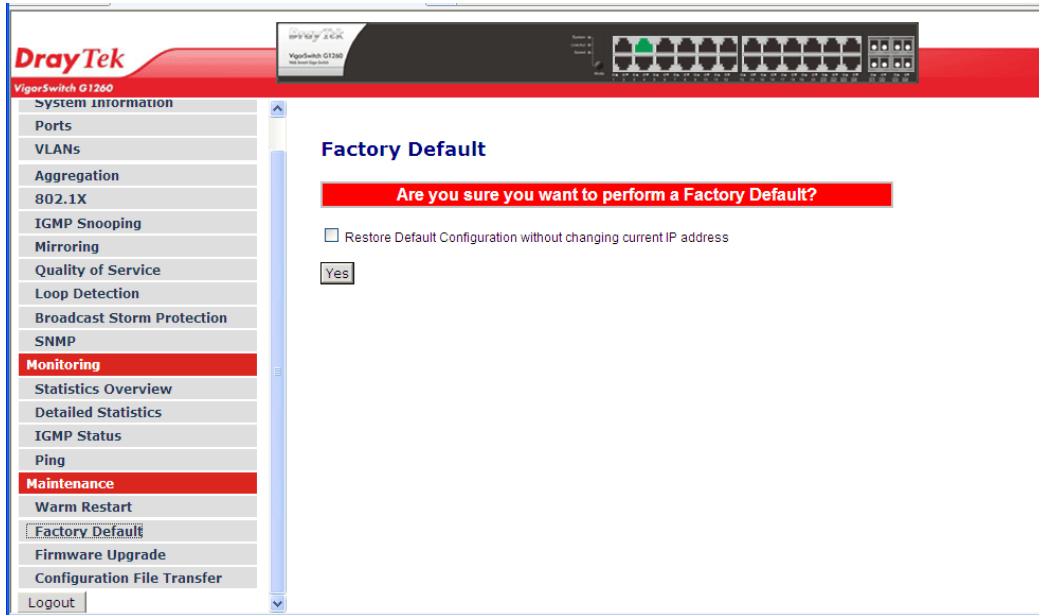 DrayTek
VigorSwitch G1260
DrayTek
VigorSwitch G1260
System Information
Ports
VLANs
Aggregation
802.1X
IGMP Snooping
Mirroring
Quality of Service
Loop Detection
Broadcast Storm Protection
SNMP
Monitoring
Statistics Overview
Detailed Statistics
IGMP Status
Ping
Maintenance
Warm Restart
Factory Default
Firmware Upgrade
Configuration File Transfer
Logout
Factory Default
Are you sure you want to perform a Factory Default?
Restore Default Configuration without changing current IP address
Yes